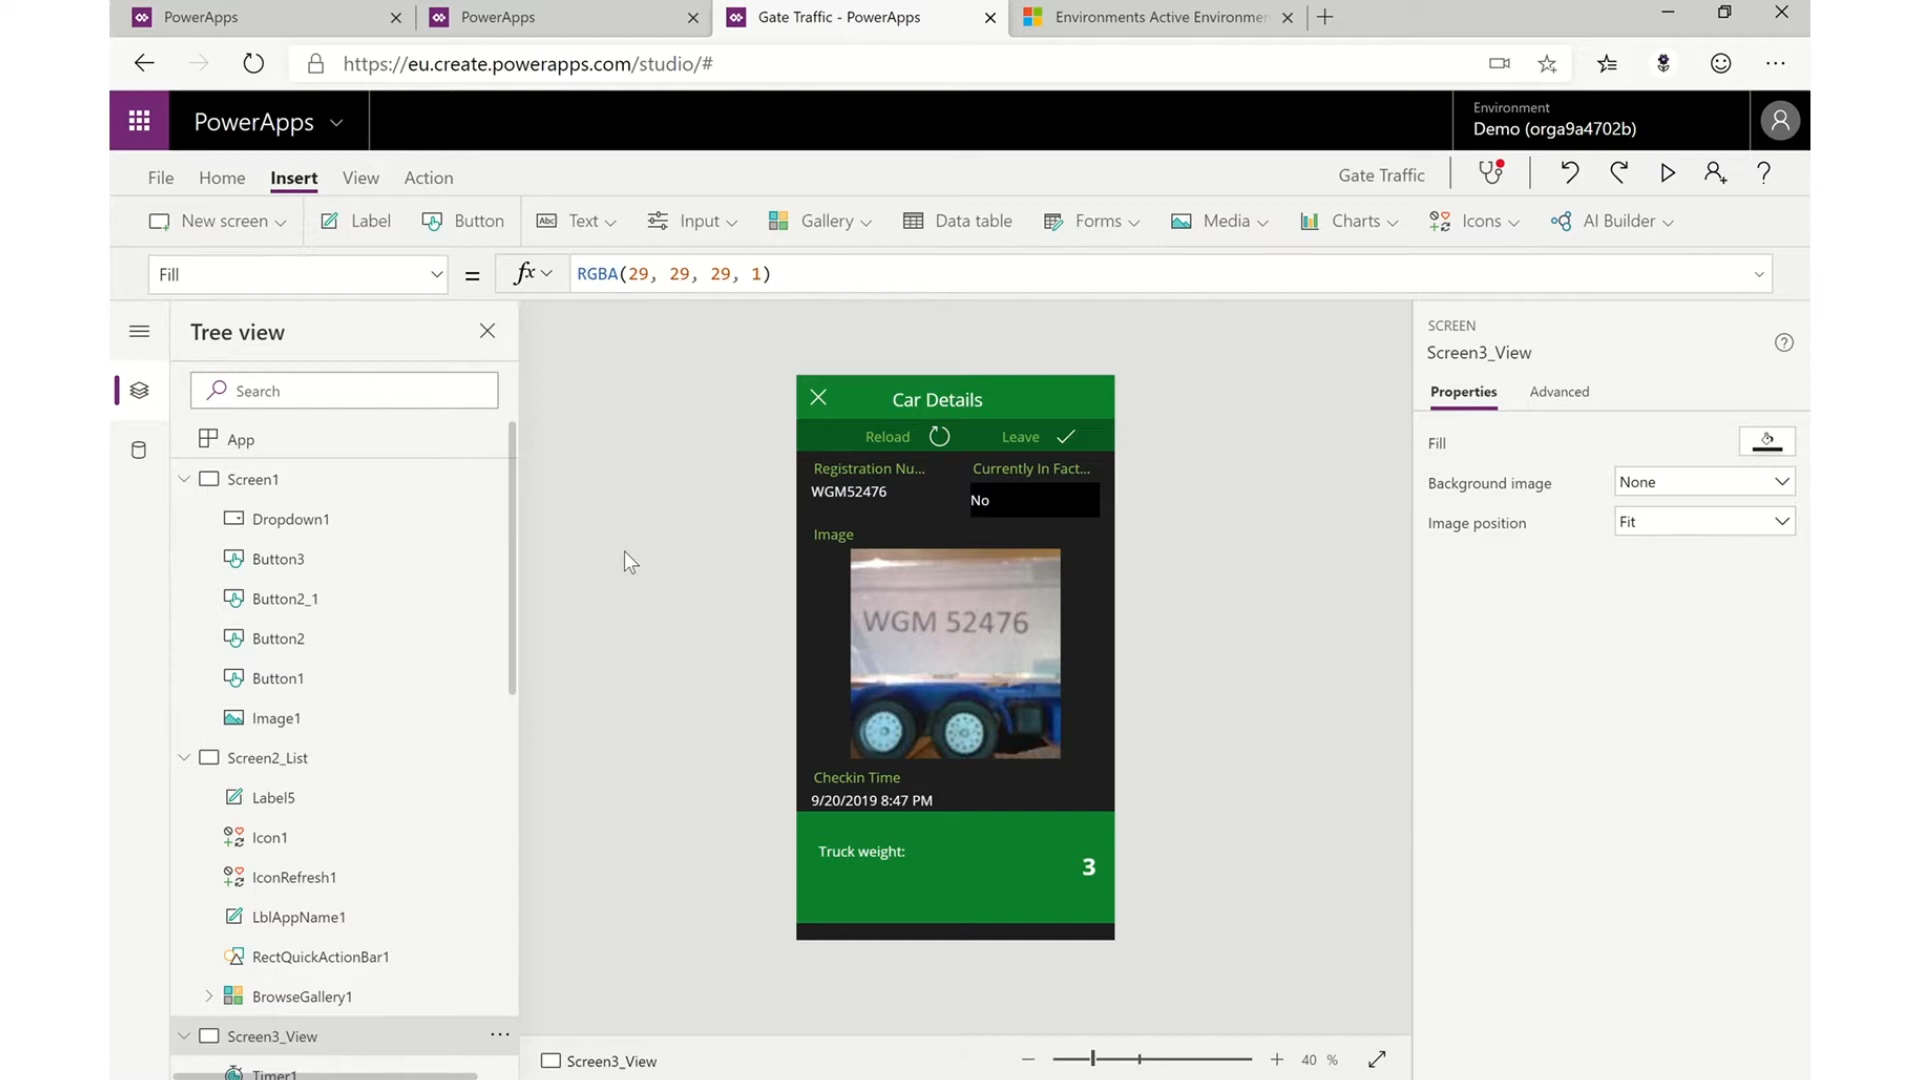 PowerApps
PowerApps
Gate Traffic - PowerApps
Environments Active Environmen
https://eu.create.powerapps.com/studio/#
PowerApps
Environment
Demo (orga9a4702b)
File Home Insert View Action
Gate Traffic
New screen Label Button Text Input Gallery Data table Forms Media Charts Icons AI Builder
Fill = fx RGBA(29, 29, 29, 1)
Tree view
Search
App
Screen1
Dropdown1
Button3
Button2_1
Button2
Button1
Image1
Screen2_List
Label5
Icon1
IconRefresh1
LblAppName1
RectQuickActionBar1
BrowseGallery1
Screen3_View
Timer1
Car Details
Reload Leave
Registration Nu... Currently In Fact...
WGM52476 No
Image
WGM 52476
Checkin Time
9/20/2019 8:47 PM
Truck weight:
3
Screen3_View
40 %
SCREEN
Screen3_View
Properties Advanced
Fill
Background image None
Image position Fit